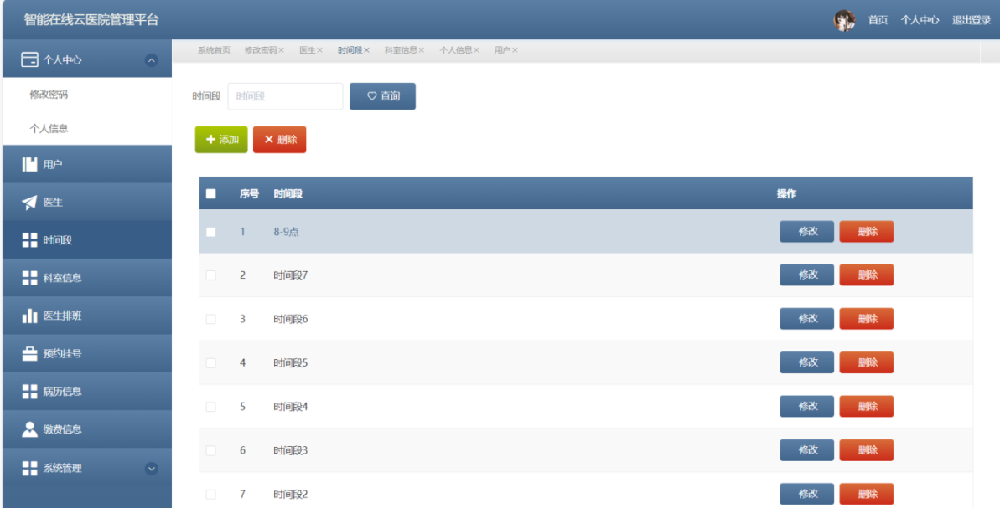 智能在线云医院管理平台
首页 个人中心 退出登录
个人中心
修改密码
个人信息
用户
医生
时间段
科室信息
医生排班
预约挂号
病历信息
缴费信息
系统管理
系统首页 修改密码× 医生× 时间段× 科室信息× 个人信息× 用户×
时间段 时间段 查询
添加 删除
序号 时间段 操作
1 8-9点 修改 删除
2 时间段7 修改 删除
3 时间段6 修改 删除
4 时间段5 修改 删除
5 时间段4 修改 删除
6 时间段3 修改 删除
7 时间段2 修改 删除